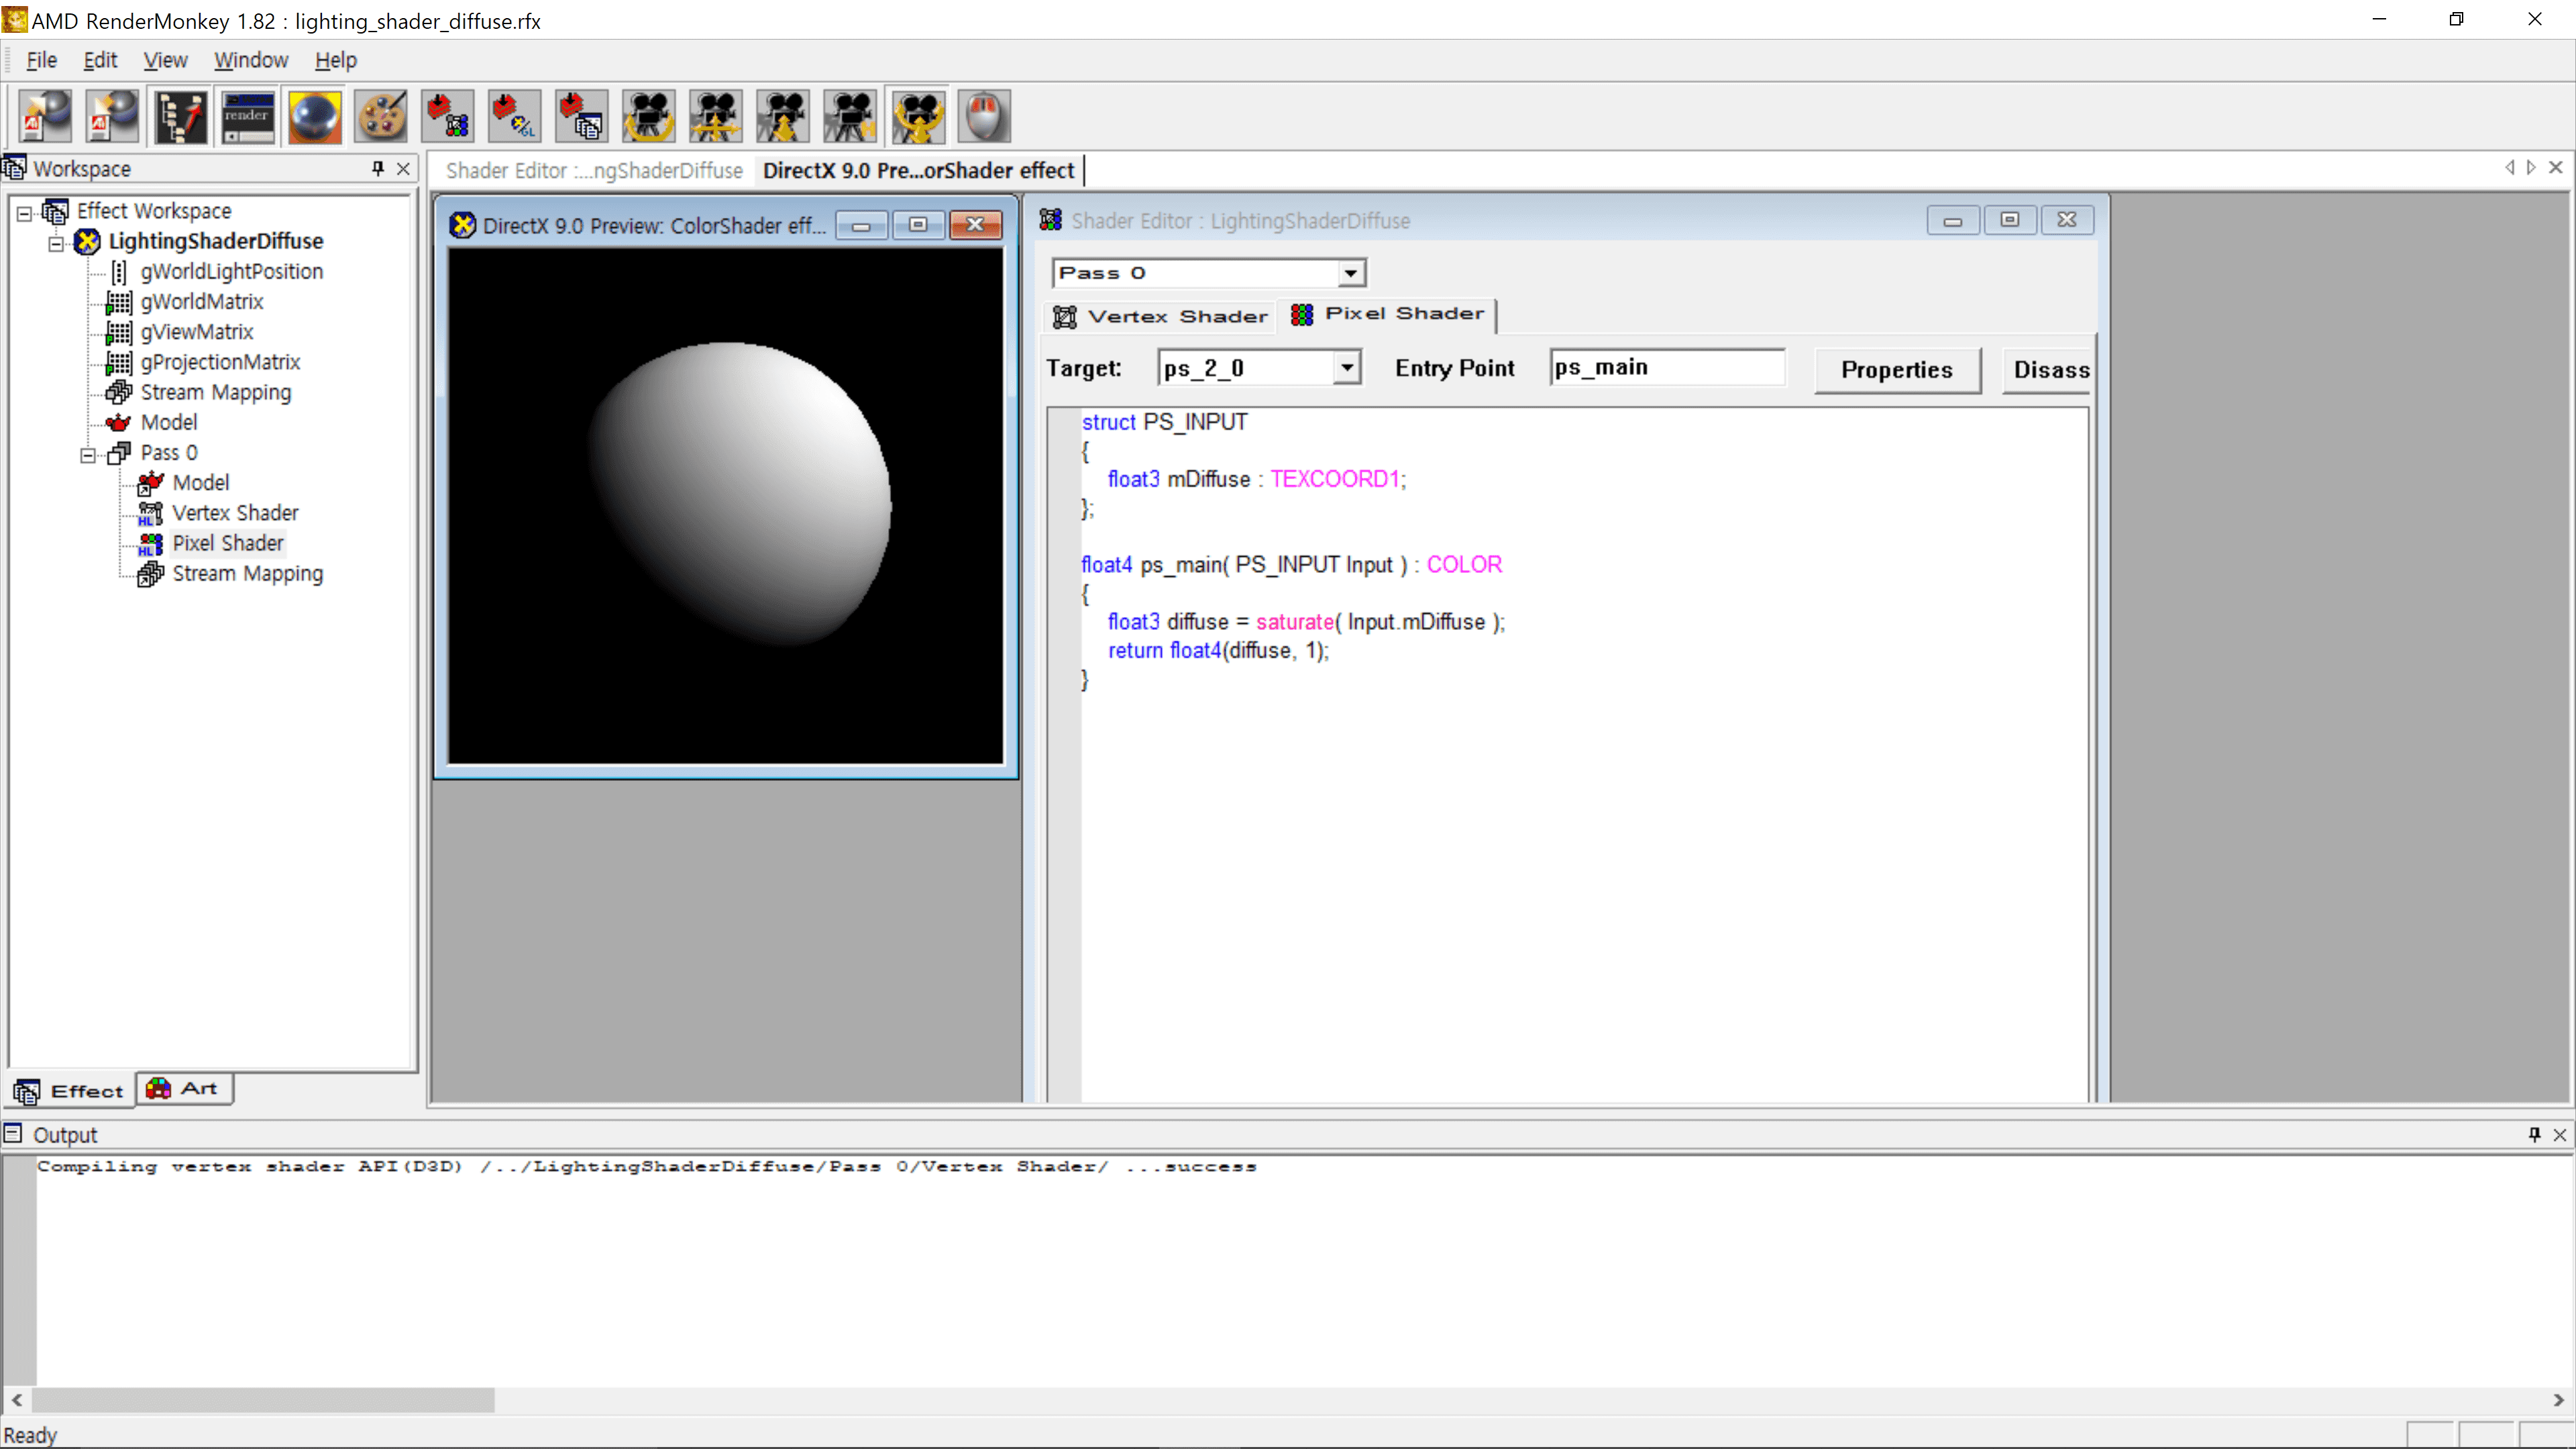 AMD RenderMonkey 1.82 : lighting_shader_diffuse.rfx
File Edit View Window Help
render
GL
Workspace
Shader Editor :...ngShaderDiffuse DirectX 9.0 Pre...orShader effect
Effect Workspace
LightingShaderDiffuse
gWorldLightPosition
gWorldMatrix
gViewMatrix
gProjectionMatrix
Stream Mapping
Model
Pass 0
Model
HL Vertex Shader
HL Pixel Shader
Stream Mapping
Effect Art
DirectX 9.0 Preview: ColorShader eff...
Shader Editor : LightingShaderDiffuse
Pass 0
Vertex Shader Pixel Shader
Target: ps_2_0 Entry Point ps_main Properties Disass
struct PS_INPUT
{
float3 mDiffuse : TEXCOORD1;
};
float4 ps_main( PS_INPUT Input ) : COLOR
{
float3 diffuse = saturate( Input.mDiffuse );
return float4(diffuse, 1);
}
Output
Compiling vertex shader API(D3D) /../LightingShaderDiffuse/Pass 0/Vertex Shader/ ...success
Ready